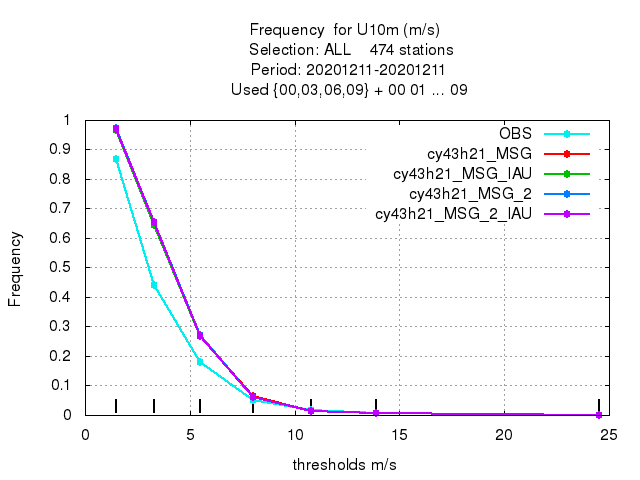 Frequency  for U10m (m/s)
Selection: ALL    474 stations
Period: 20201211-20201211
Used {00,03,06,09} + 00 01 ... 09
1
0.9
0.8
0.7
0.6
0.5
0.4
0.3
0.2
0.1
0
Frequency
OBS
cy43h21_MSG
cy43h21_MSG_IAU
cy43h21_MSG_2
cy43h21_MSG_2_IAU
0 5 10 15 20 25
thresholds m/s